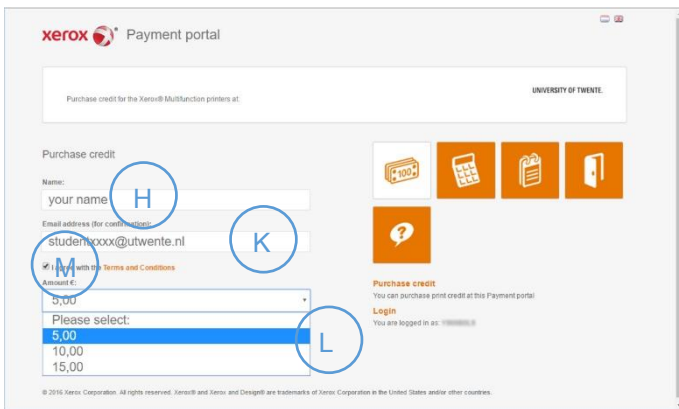 xerox Payment portal
Purchase credit for the Xerox® Multifunction printers at:
UNIVERSITY OF TWENTE.
Purchase credit
Name:
your name
H
Email address (for confirmation):
studentxxxx@utwente.nl
K
M
I agree with the Terms and Conditions
Amount €:
5,00
Please select:
5,00
10,00
15,00
L
100
?
Purchase credit
You can purchase print credit at this Payment portal
Login
You are logged in as:
© 2016 Xerox Corporation. All rights reserved. Xerox® and Xerox and Design® are trademarks of Xerox Corporation in the United States and/or other countries.